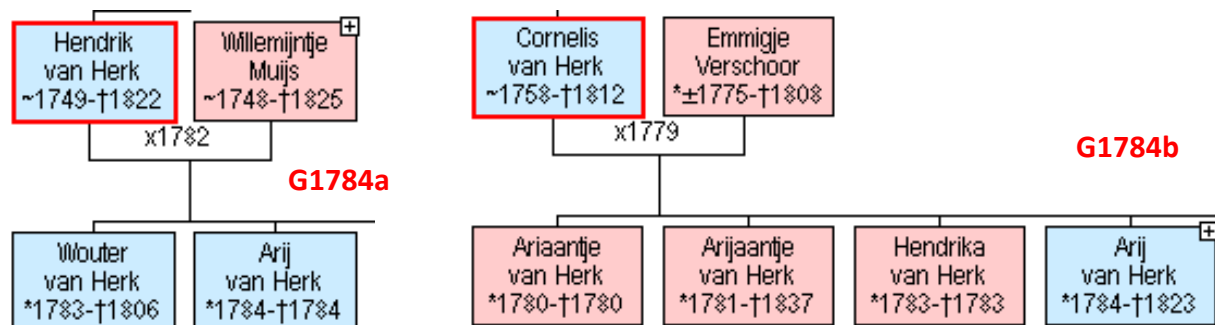 Hendrik
van Herk
~1749-†1822
Willemijntje
Muijs
~1748-†1825
+
x1782
G1784a
Wouter
van Herk
*1783-†1806
Arij
van Herk
*1784-†1784
Cornelis
van Herk
~1758-†1812
Emmigje
Verschoor
*±1775-†1808
x1779
G1784b
Ariaantje
van Herk
*1780-†1780
Arijaantje
van Herk
*1781-†1837
Hendrika
van Herk
*1783-†1783
Arij
van Herk
*1784-†1823
+